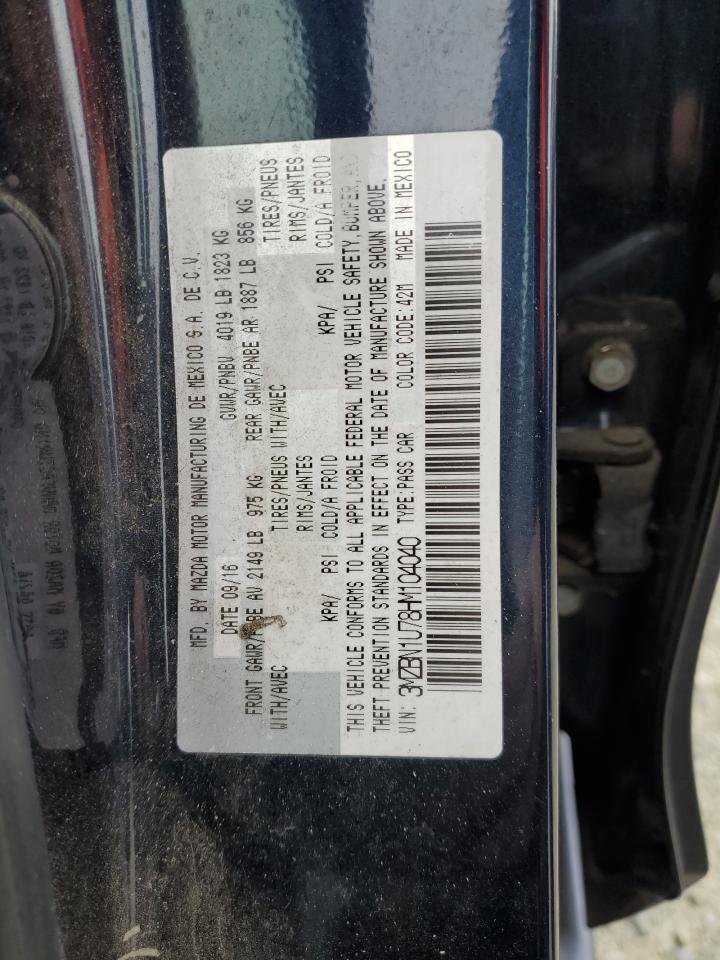 MFD. BY MAZDA MOTOR MANUFACTURING DE MEXICO S.A. DE C.V.
DATE 09/16 GVWR/PNBV 4019 LB 1823 KG
FRONT GAWR/PNBE AV 2149 LB 975 KG REAR GAWR/PNBE AR 1887 LB 856 KG
WITH/AVEC TIRES/PNEUS WITH/AVEC TIRES/PNEUS
RIMS/JANTES RIMS/JANTES
KPA/ PSI COLD/A FROID KPA/ PSI COLD/A FROID
THIS VEHICLE CONFORMS TO ALL APPLICABLE FEDERAL MOTOR VEHICLE SAFETY, BUMPER, AND
THEFT PREVENTION STANDARDS IN EFFECT ON THE DATE OF MANUFACTURE SHOWN ABOVE.
VIN: 3MZBN1U78HM104040 TYPE:PASS CAR COLOR CODE:42M MADE IN MEXICO